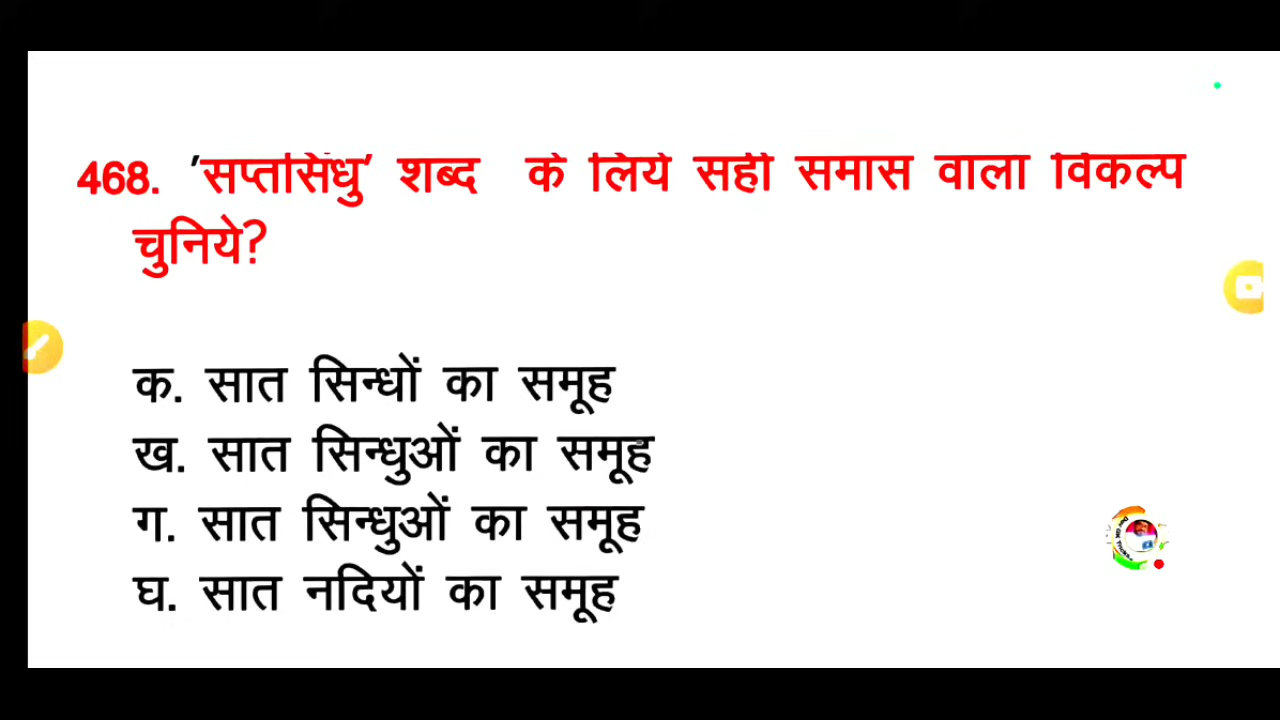 468. 'सप्तसिंधु' शब्द के लिये सही समास वाला विकल्प
चुनिये?
क. सात सिन्धों का समूह
ख. सात सिन्धुओं का समूह
ग. सात सिन्धुओं का समूह
घ. सात नदियों का समूह